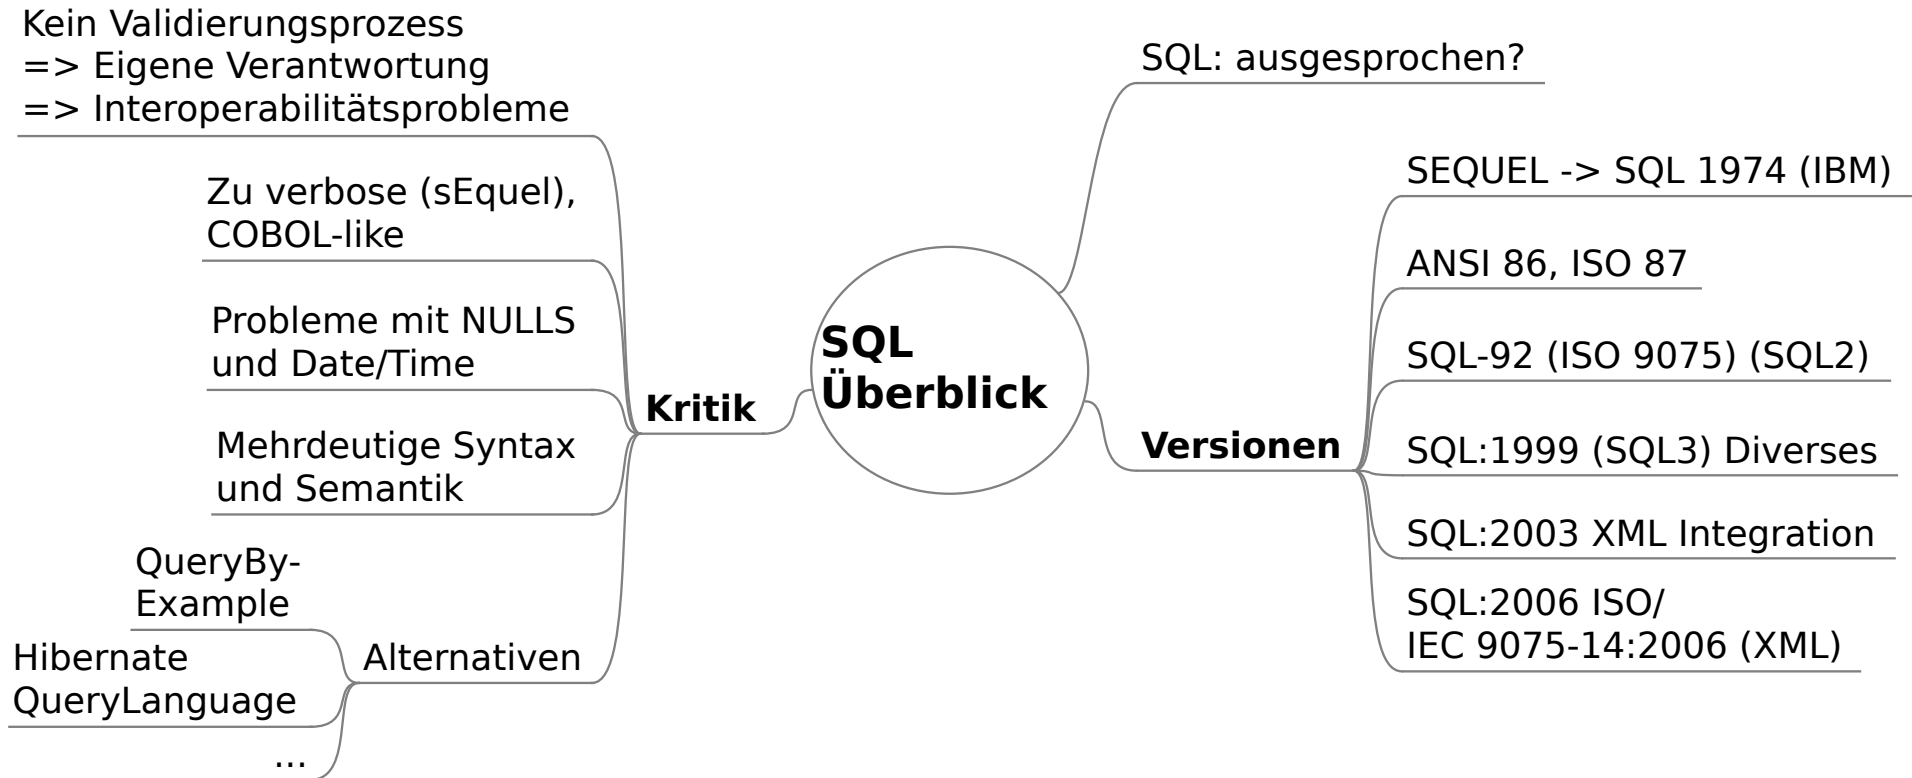 SQL
Überblick
SQL: ausgesprochen?
Versionen
SEQUEL -> SQL 1974 (IBM)
ANSI 86, ISO 87
SQL-92 (ISO 9075) (SQL2)
SQL:1999 (SQL3) Diverses
SQL:2003 XML Integration
SQL:2006 ISO/
IEC 9075-14:2006 (XML)
Kritik
Kein Validierungsprozess
=> Eigene Verantwortung
=> Interoperabilitätsprobleme
Zu verbose (sEquel),
COBOL-like
Probleme mit NULLS
und Date/Time
Mehrdeutige Syntax
und Semantik
Alternativen
QueryBy-
Example
Hibernate
QueryLanguage
...